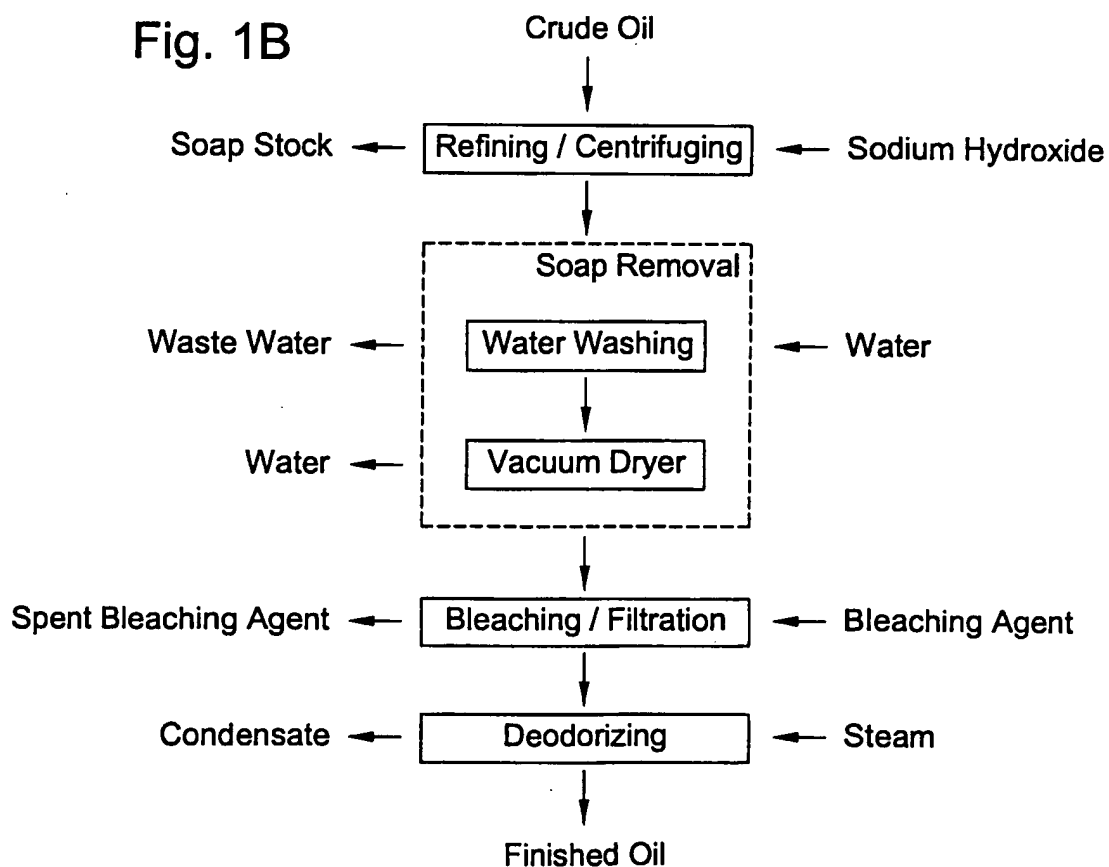 Fig. 1B
Crude Oil
Soap Stock
Refining / Centrifuging
Sodium Hydroxide
Soap Removal
Waste Water
Water Washing
Water
Water
Vacuum Dryer
Spent Bleaching Agent
Bleaching / Filtration
Bleaching Agent
Condensate
Deodorizing
Steam
Finished Oil